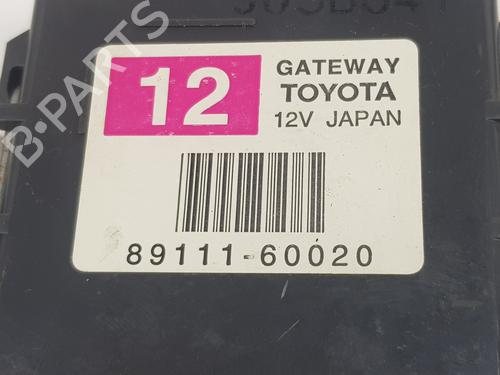 12
GATEWAY
TOYOTA
12V JAPAN
89111-60020
B-PARTS